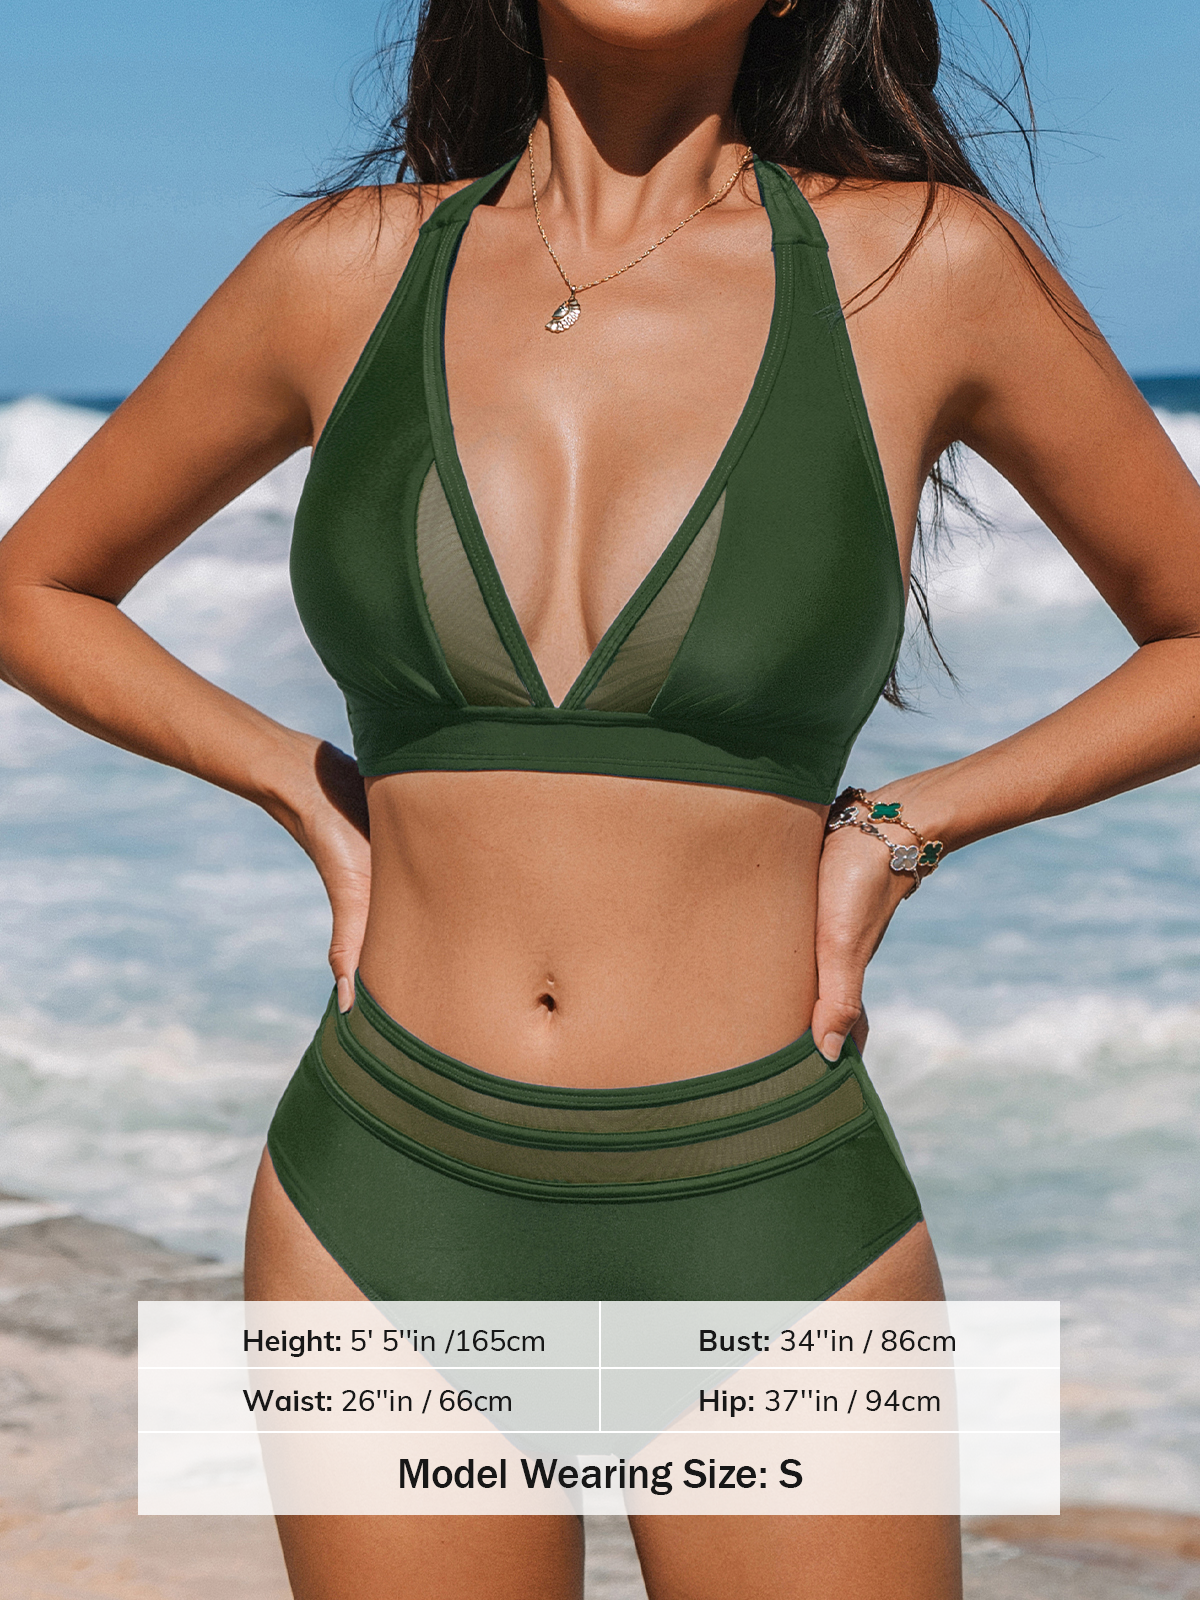 Height: 5' 5''in /165cm
Bust: 34''in / 86cm
Waist: 26''in / 66cm
Hip: 37''in / 94cm
Model Wearing Size: S